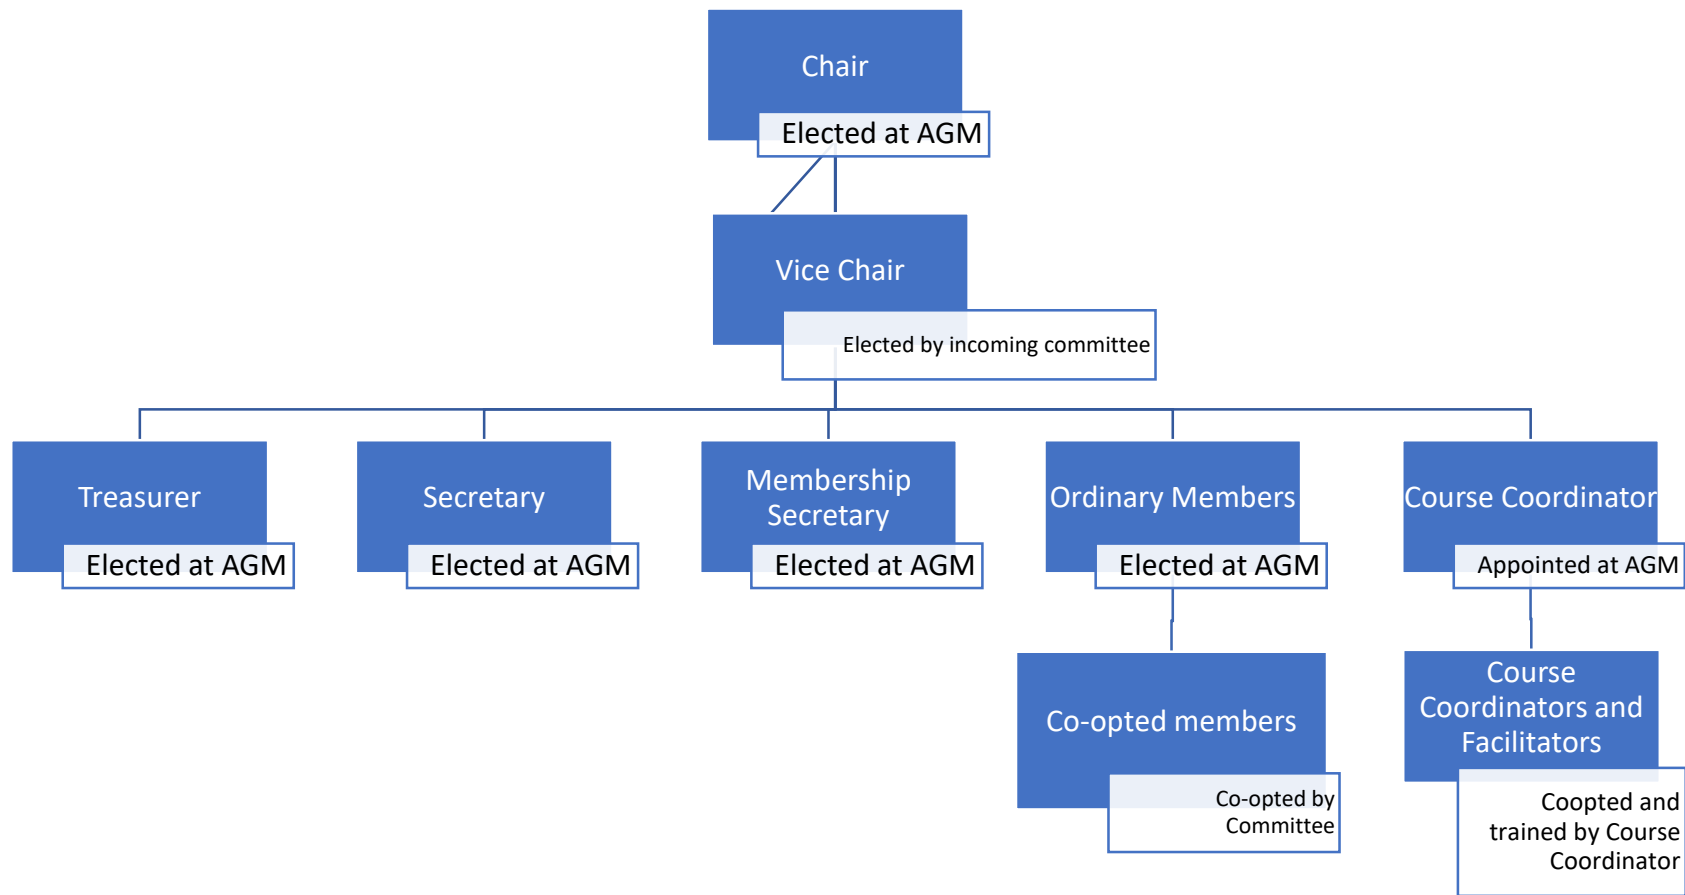 Chair
Elected at AGM
Vice Chair
Elected by incoming committee
Treasurer
Elected at AGM
Secretary
Elected at AGM
Membership
Secretary
Elected at AGM
Ordinary Members
Elected at AGM
Course Coordinator
Appointed at AGM
Co-opted members
Co-opted by
Committee
Course
Coordinators and
Facilitators
Coopted and
trained by Course
Coordinator